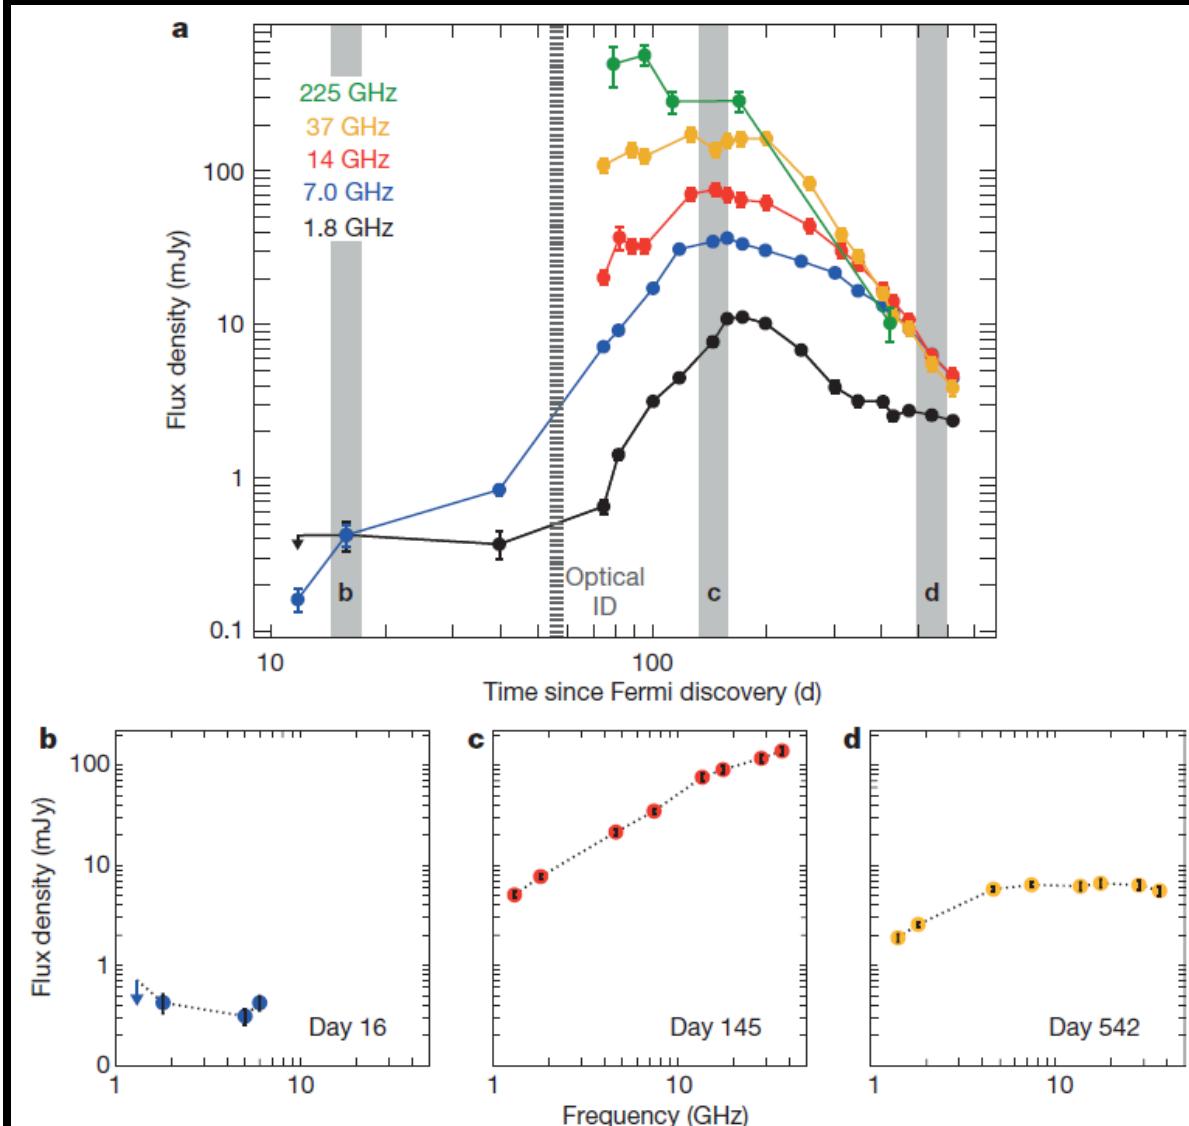 a
225 GHz
37 GHz
14 GHz
7.0 GHz
1.8 GHz
100
10
1
0.1
Flux density (mJy)
b
Optical
ID
c
d
10
100
Time since Fermi discovery (d)
b
100
10
1
0
Flux density (mJy)
Day 16
1
10
c
Day 145
1
10
d
Day 542
1
10
Frequency (GHz)